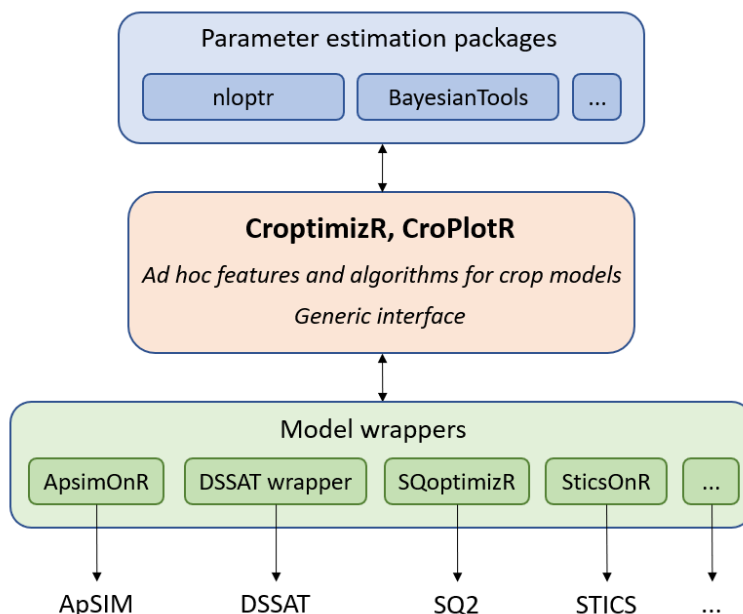 Parameter estimation packages
nloptr BayesianTools ...
CroptimizR, CroPlotR
Ad hoc features and algorithms for crop models
Generic interface
Model wrappers
ApsimOnR DSSAT wrapper SQoptimizR SticsOnR ...
ApSIM DSSAT SQ2 STICS ...